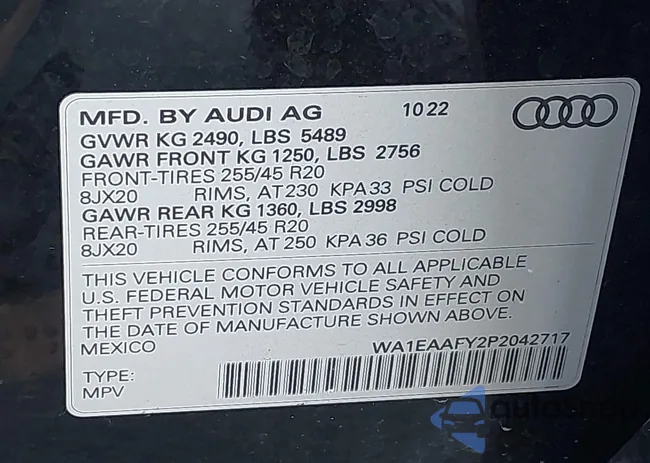 MFD. BY AUDI AG 10 22
GVWR KG 2490, LBS 5489
GAWR FRONT KG 1250, LBS 2756
FRONT-TIRES 255/45 R20
8JX20 RIMS, AT 230 KPA 33 PSI COLD
GAWR REAR KG 1360, LBS 2998
REAR-TIRES 255/45 R20
8JX20 RIMS, AT 250 KPA 36 PSI COLD
THIS VEHICLE CONFORMS TO ALL APPLICABLE
U.S. FEDERAL MOTOR VEHICLE SAFETY AND
THEFT PREVENTION STANDARDS IN EFFECT ON
THE DATE OF MANUFACTURE SHOWN ABOVE.
MEXICO WA1EAAFY2P2042717
TYPE:
MPV